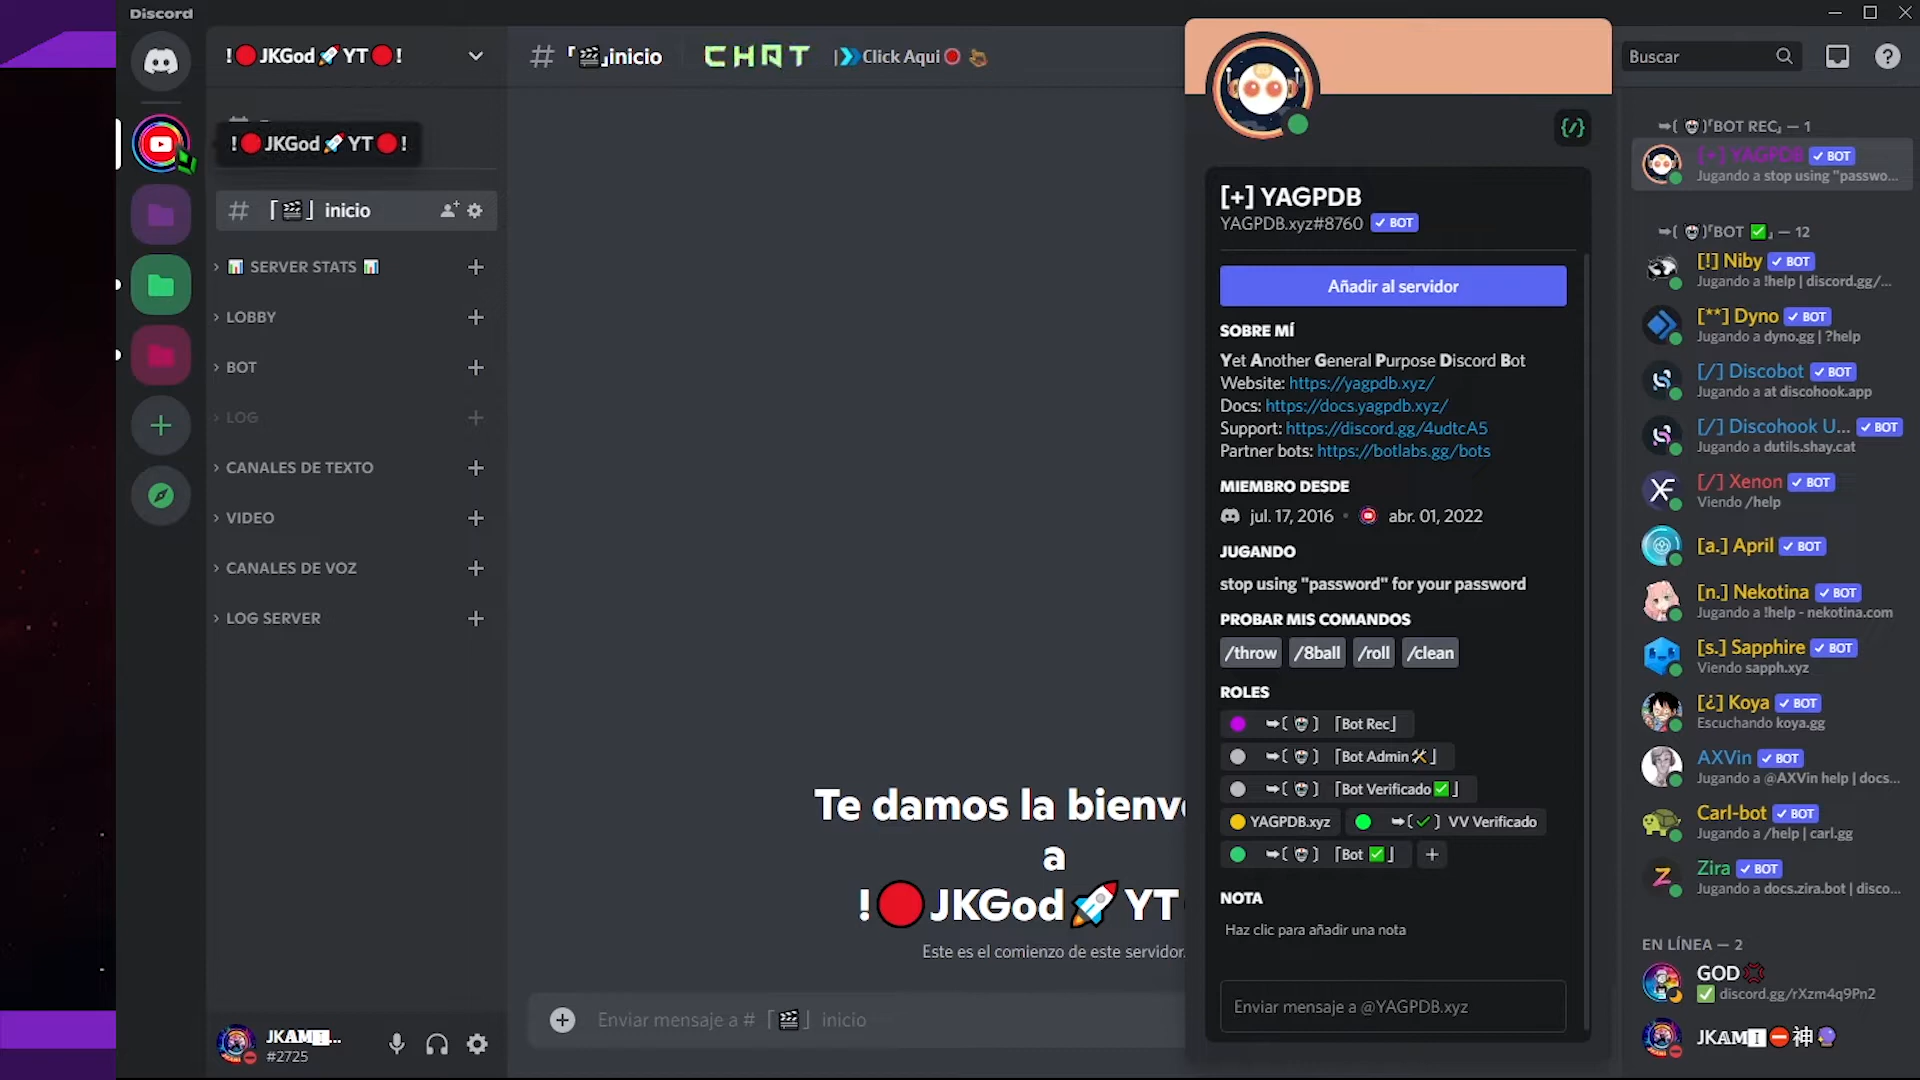 Discord
!🔴JKGod🚀YT🔴!
!🔴JKGod🚀YT🔴!
# 「🎬」 inicio
📊 SERVER STATS 📊
LOBBY
BOT
LOG
CANALES DE TEXTO
VIDEO
CANALES DE VOZ
LOG SERVER
#2725
# 「🎬」inicio
CHAT
Click Aqui
Te damos la bienv
a
!🔴JKGod🚀YT
Este es el comienzo de este servidor.
Enviar mensaje a # 「🎬」 inicio
[+] YAGPDB
YAGPDB.xyz#8760 ✓ BOT
Añadir al servidor
SOBRE MÍ
Yet Another General Purpose Discord Bot
Website: https://yagpdb.xyz/
Docs: https://docs.yagpdb.xyz/
Support: https://discord.gg/4udtcA5
Partner bots: https://botlabs.gg/bots
MIEMBRO DESDE
jul. 17, 2016 • abr. 01, 2022
JUGANDO
stop using "password" for your password
PROBAR MIS COMANDOS
/throw /8ball /roll /clean
ROLES
「Bot Rec」
「Bot Admin🛠」
「Bot Verificado✅」
YAGPDB.xyz VV Verificado
「Bot ✅」
NOTA
Haz clic para añadir una nota
Enviar mensaje a @YAGPDB.xyz
Buscar
「BOT REC」 — 1
[+] YAGPDB ✓ BOT
Jugando a stop using "passwo...
「BOT ✅」 — 12
[!] Niby ✓ BOT
Jugando a !help | discord.gg/...
[**] Dyno ✓ BOT
Jugando a dyno.gg | ?help
[/] Discobot ✓ BOT
Jugando a at discohook.app
[/] Discohook U... ✓ BOT
Jugando a dutils.shay.cat
[/] Xenon ✓ BOT
Viendo /help
[a.] April ✓ BOT
[n.] Nekotina ✓ BOT
Jugando a !help - nekotina.com
[s.] Sapphire ✓ BOT
Viendo sapph.xyz
[¿] Koya ✓ BOT
Escuchando koya.gg
AXVin ✓ BOT
Jugando a @AXVin help | docs...
Carl-bot ✓ BOT
Jugando a /help | carl.gg
Zira ✓ BOT
Jugando a docs.zira.bot | disco...
EN LÍNEA — 2
GOD💢
✅ discord.gg/rXzm4q9Pn2
JKAMI⛔神🔮